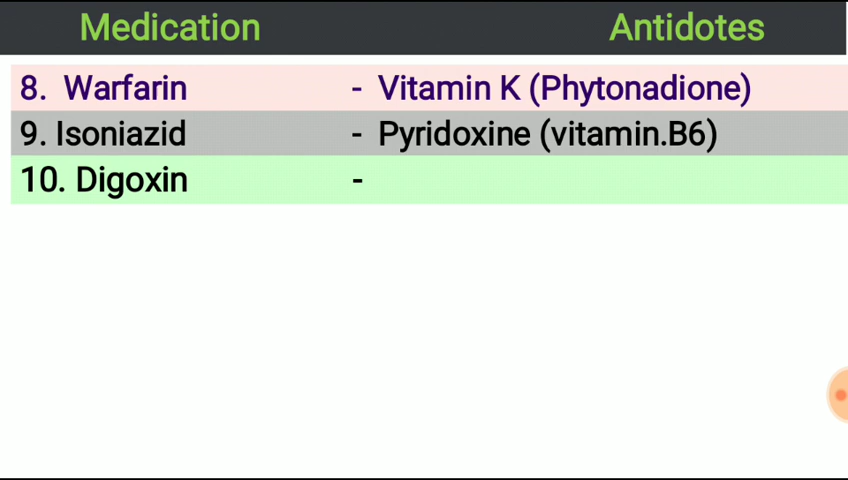 Medication Antidotes
8. Warfarin - Vitamin K (Phytonadione)
9. Isoniazid - Pyridoxine (vitamin.B6)
10. Digoxin -